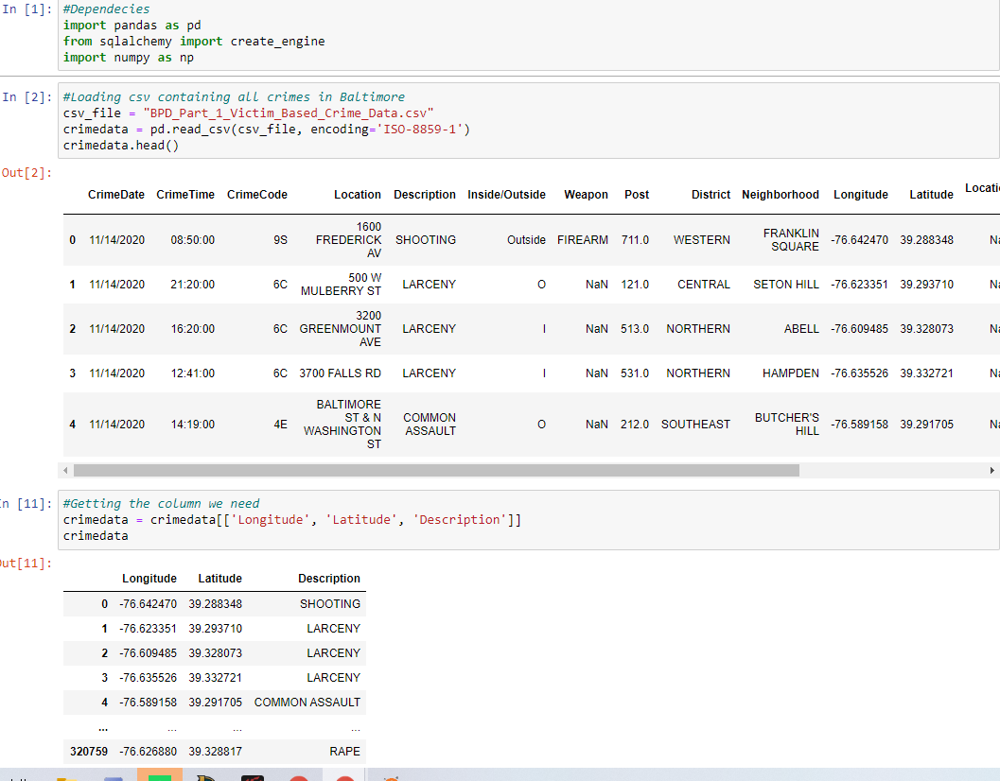 In [1]: #Dependecies
import pandas as pd
from sqlalchemy import create_engine
import numpy as np
In [2]: #Loading csv containing all crimes in Baltimore
csv_file = "BPD_Part_1_Victim_Based_Crime_Data.csv"
crimedata = pd.read_csv(csv_file, encoding='ISO-8859-1')
crimedata.head()
Out[2]:
CrimeDate CrimeTime CrimeCode Location Description Inside/Outside Weapon Post District Neighborhood Longitude Latitude Locatio
0 11/14/2020 08:50:00 9S 1600 FREDERICK AV SHOOTING Outside FIREARM 711.0 WESTERN FRANKLIN SQUARE -76.642470 39.288348 Na
1 11/14/2020 21:20:00 6C 500 W MULBERRY ST LARCENY O NaN 121.0 CENTRAL SETON HILL -76.623351 39.293710 Na
2 11/14/2020 16:20:00 6C 3200 GREENMOUNT AVE LARCENY I NaN 513.0 NORTHERN ABELL -76.609485 39.328073 Na
3 11/14/2020 12:41:00 6C 3700 FALLS RD LARCENY I NaN 531.0 NORTHERN HAMPDEN -76.635526 39.332721 Na
4 11/14/2020 14:19:00 4E BALTIMORE ST & N WASHINGTON ST COMMON ASSAULT O NaN 212.0 SOUTHEAST BUTCHER'S HILL -76.589158 39.291705 Na
In [11]: #Getting the column we need
crimedata = crimedata[['Longitude', 'Latitude', 'Description']]
crimedata
Out[11]:
Longitude Latitude Description
0 -76.642470 39.288348 SHOOTING
1 -76.623351 39.293710 LARCENY
2 -76.609485 39.328073 LARCENY
3 -76.635526 39.332721 LARCENY
4 -76.589158 39.291705 COMMON ASSAULT
... ... ... ...
320759 -76.626880 39.328817 RAPE